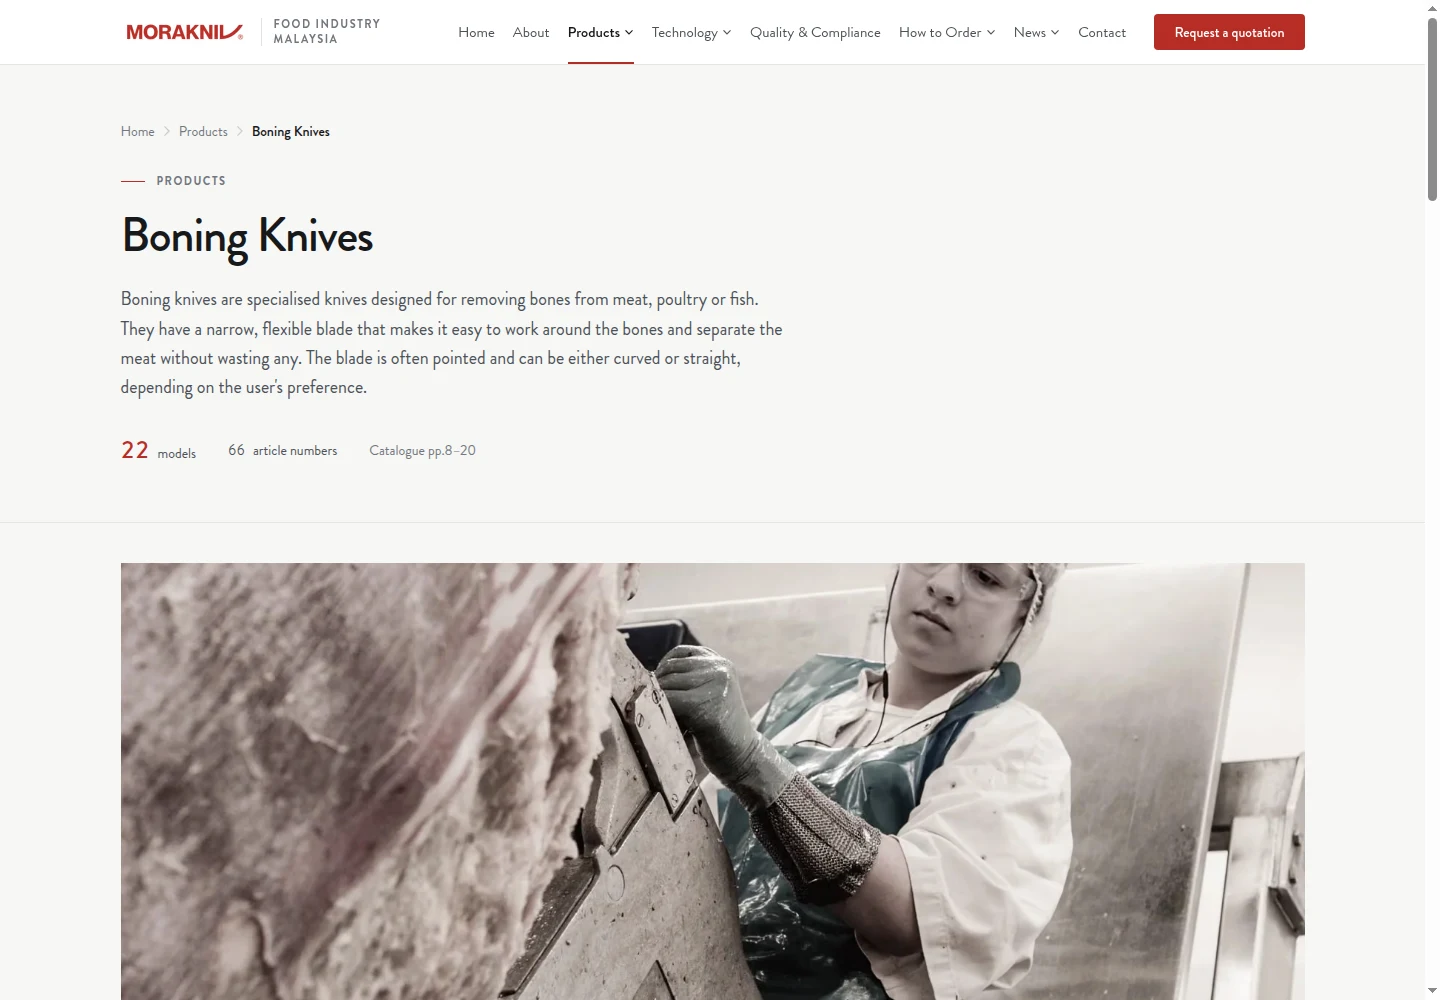 MORAKNIV
FOOD INDUSTRY
MALAYSIA
Home
About
Products
Technology
Quality & Compliance
How to Order
News
Contact
Request a quotation
Home
Products
Boning Knives
PRODUCTS
Boning Knives
Boning knives are specialised knives designed for removing bones from meat, poultry or fish.
They have a narrow, flexible blade that makes it easy to work around the bones and separate the
meat without wasting any. The blade is often pointed and can be either curved or straight,
depending on the user's preference.
22 models
66 article numbers
Catalogue pp.8–20